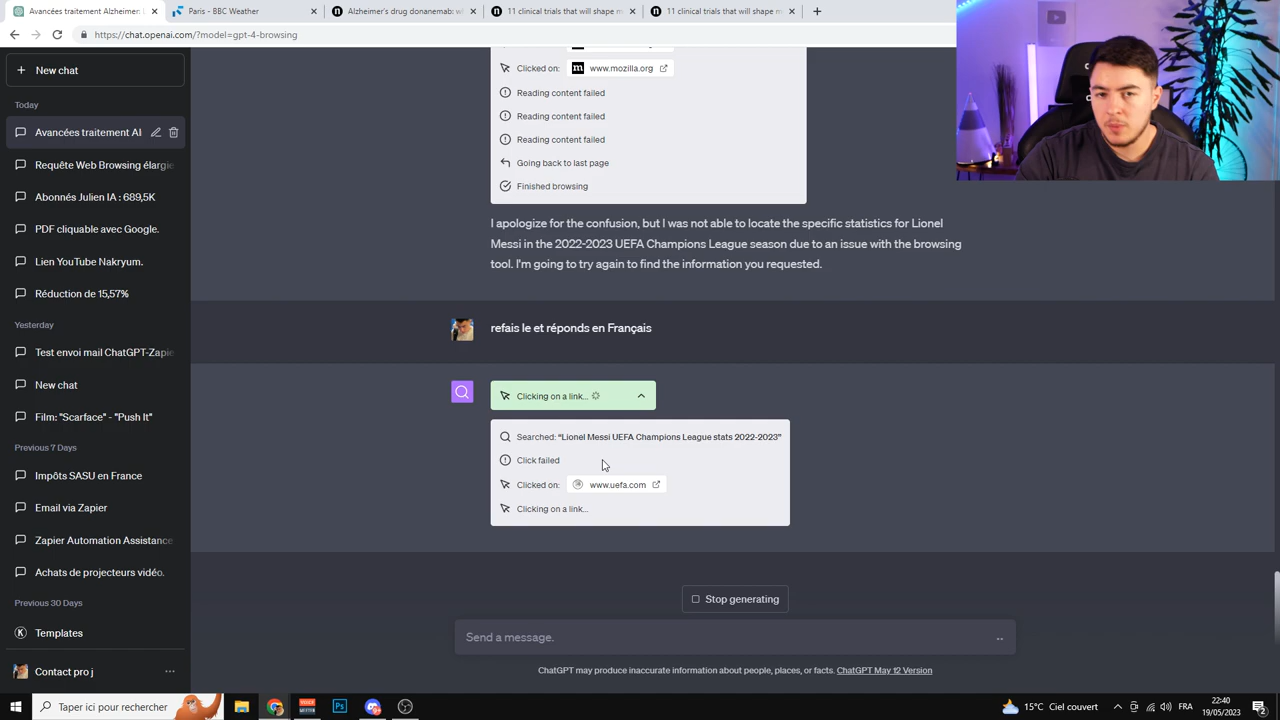 Avancées traitement Alzheimer.
Paris - BBC Weather
Alzheimer's drug donanemab: w
11 clinical trials that will shape m
11 clinical trials that will shape m
https://chat.openai.com/?model=gpt-4-browsing
New chat
Today
Avancées traitement Al
Requête Web Browsing élargie
Abonnés Julien IA : 689,5K
PDF cliquable avec Google.
Lien YouTube Nakryum.
Réduction de 15,57%
Yesterday
Test envoi mail ChatGPT-Zapie
New chat
Film: "Scarface" - "Push It"
Previous 7 Days
Impôts SASU en France
Email via Zapier
Zapier Automation Assistance
Achats de projecteurs vidéo.
Previous 30 Days
Templates
Contact pro j
Clicked on: www.mozilla.org
Reading content failed
Reading content failed
Reading content failed
Going back to last page
Finished browsing
I apologize for the confusion, but I was not able to locate the specific statistics for Lionel
Messi in the 2022-2023 UEFA Champions League season due to an issue with the browsing
tool. I'm going to try again to find the information you requested.
refais le et réponds en Français
Clicking on a link...
Searched: "Lionel Messi UEFA Champions League stats 2022-2023"
Click failed
Clicked on: www.uefa.com
Clicking on a link...
Stop generating
Send a message.
ChatGPT may produce inaccurate information about people, places, or facts. ChatGPT May 12 Version
Taper ici pour rechercher
15°C Ciel couvert
FRA
22:40
19/05/2023
2